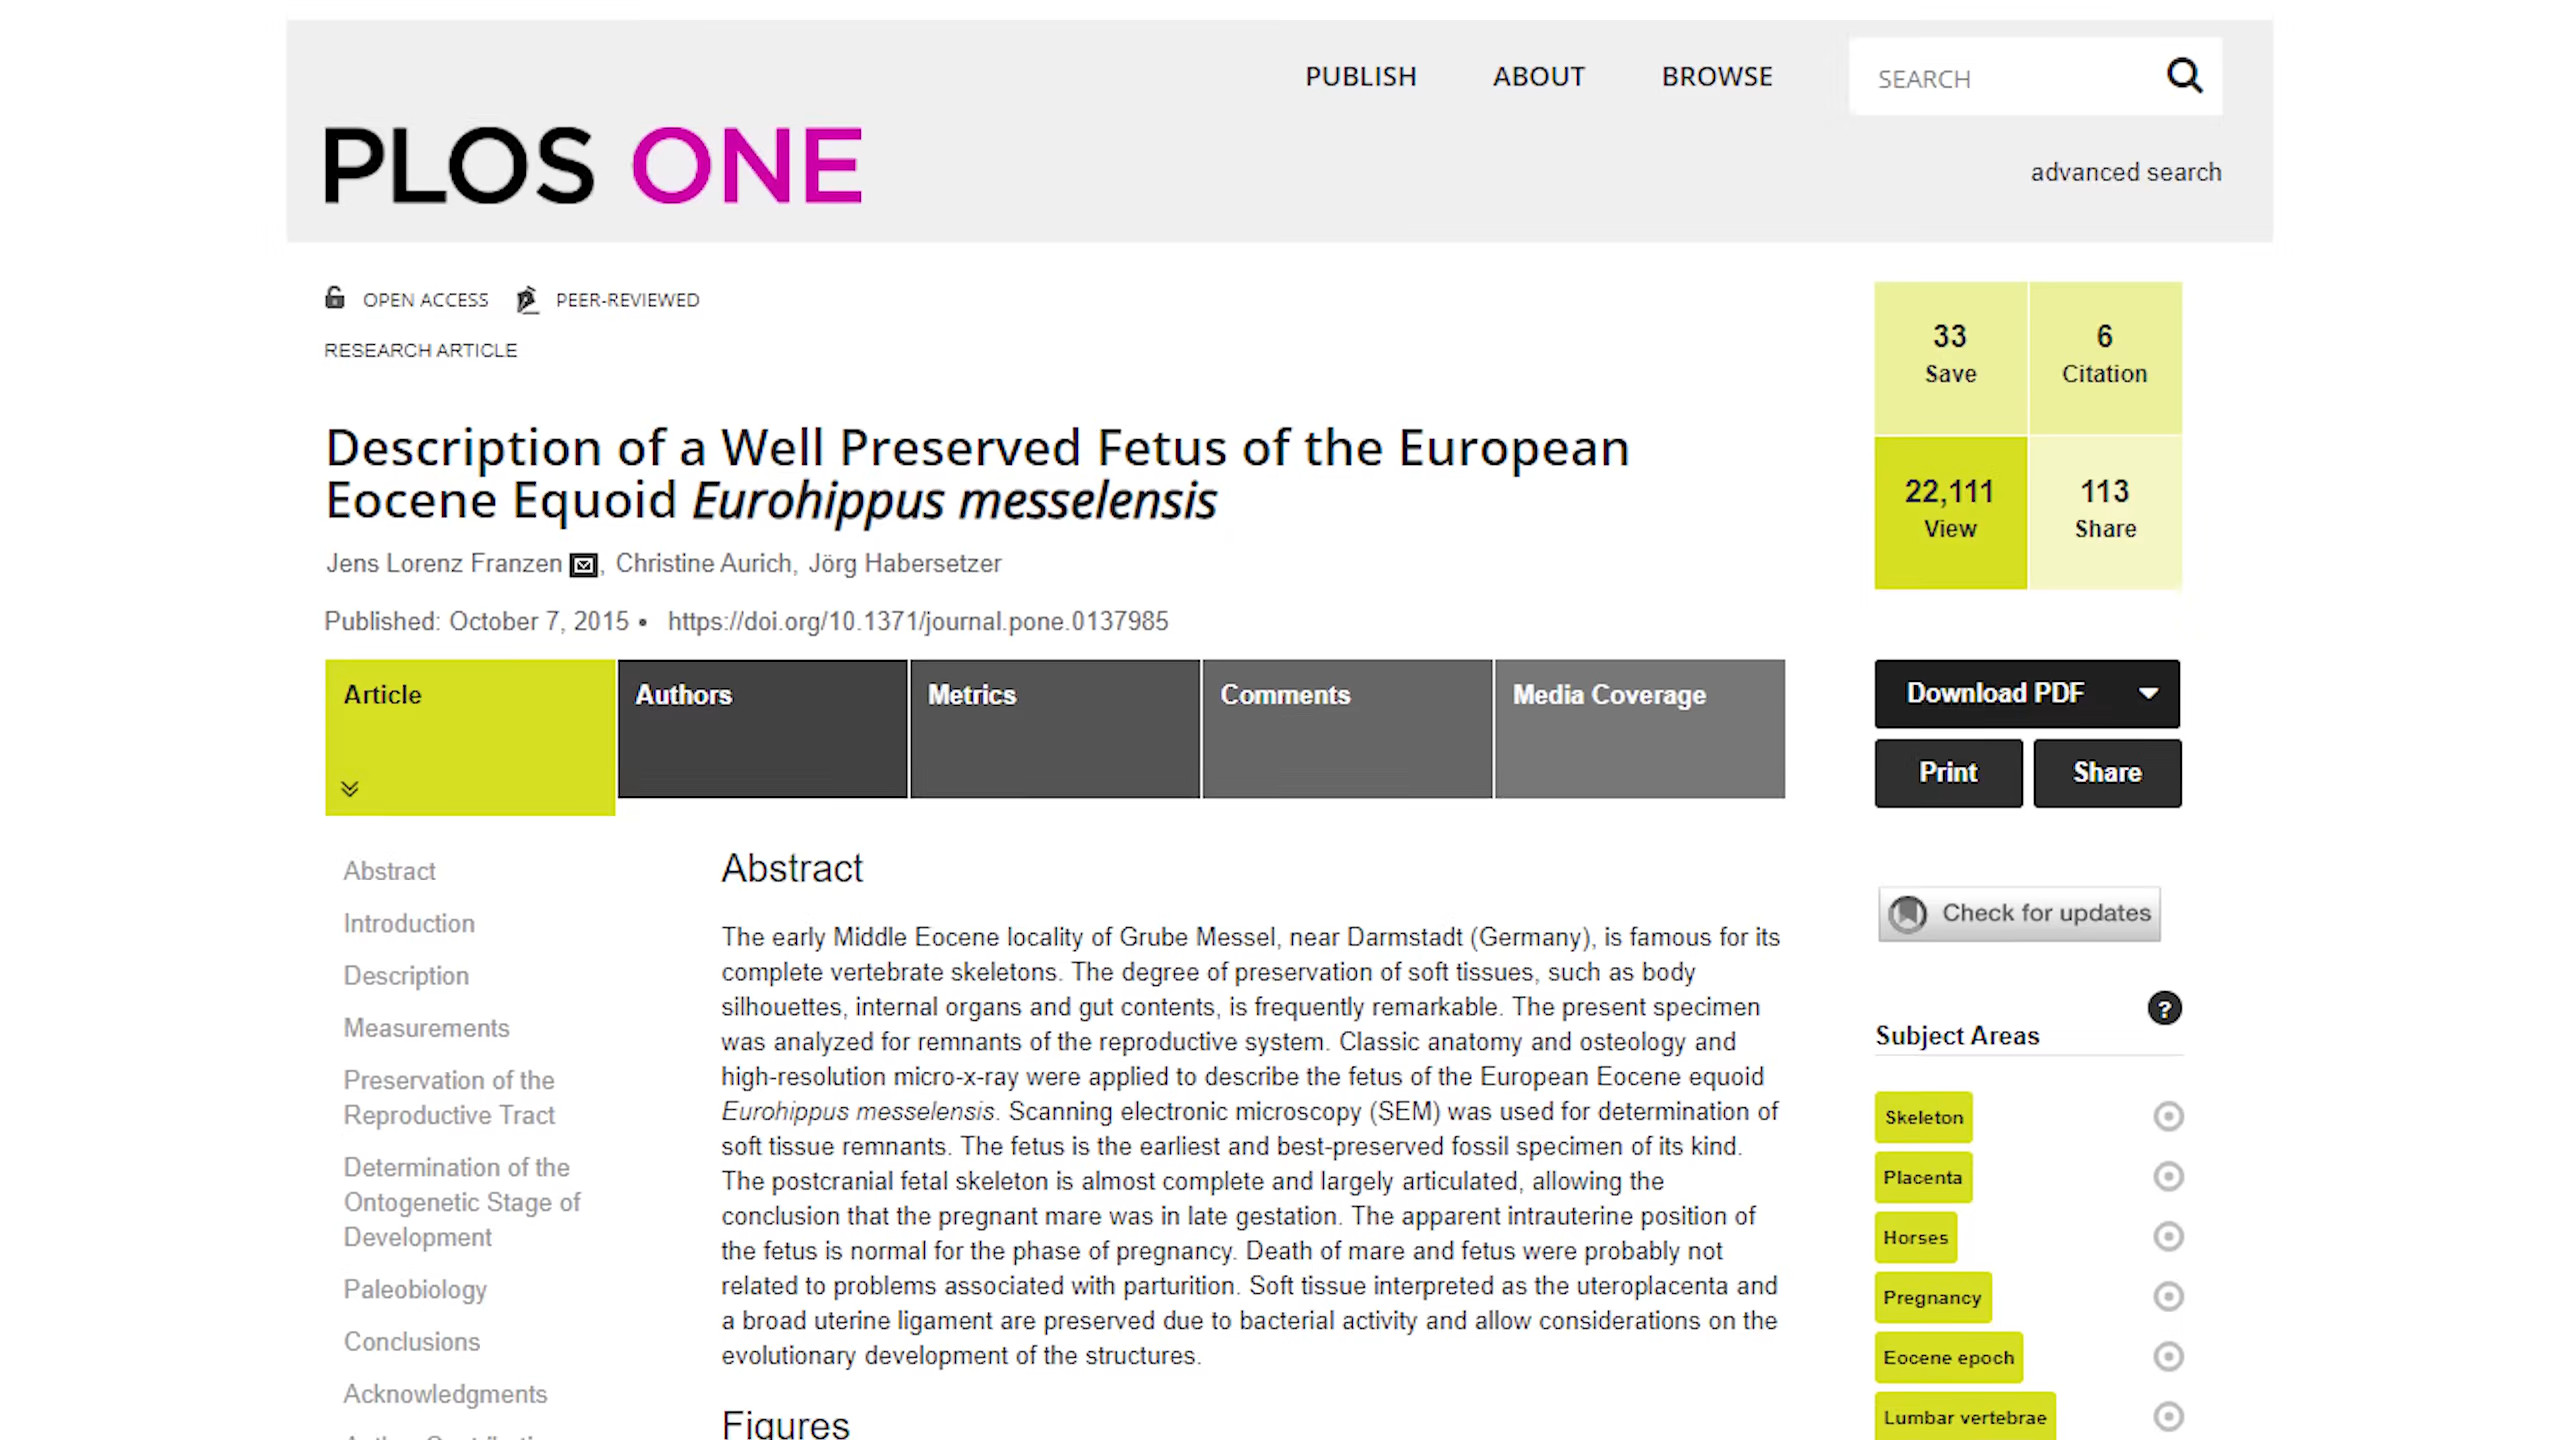 PUBLISH ABOUT BROWSE SEARCH
PLOS ONE
advanced search
OPEN ACCESS PEER-REVIEWED
RESEARCH ARTICLE
Description of a Well Preserved Fetus of the European
Eocene Equoid Eurohippus messelensis
Jens Lorenz Franzen , Christine Aurich, Jörg Habersetzer
Published: October 7, 2015 • https://doi.org/10.1371/journal.pone.0137985
33
Save
6
Citation
22,111
View
113
Share
Article Authors Metrics Comments Media Coverage
Download PDF
Print Share
Check for updates
Abstract
Introduction
Description
Measurements
Preservation of the
Reproductive Tract
Determination of the
Ontogenetic Stage of
Development
Paleobiology
Conclusions
Acknowledgments
Abstract
The early Middle Eocene locality of Grube Messel, near Darmstadt (Germany), is famous for its
complete vertebrate skeletons. The degree of preservation of soft tissues, such as body
silhouettes, internal organs and gut contents, is frequently remarkable. The present specimen
was analyzed for remnants of the reproductive system. Classic anatomy and osteology and
high-resolution micro-x-ray were applied to describe the fetus of the European Eocene equoid
Eurohippus messelensis. Scanning electronic microscopy (SEM) was used for determination of
soft tissue remnants. The fetus is the earliest and best-preserved fossil specimen of its kind.
The postcranial fetal skeleton is almost complete and largely articulated, allowing the
conclusion that the pregnant mare was in late gestation. The apparent intrauterine position of
the fetus is normal for the phase of pregnancy. Death of mare and fetus were probably not
related to problems associated with parturition. Soft tissue interpreted as the uteroplacenta and
a broad uterine ligament are preserved due to bacterial activity and allow considerations on the
evolutionary development of the structures.
Figures
?
Subject Areas
Skeleton
Placenta
Horses
Pregnancy
Eocene epoch
Lumbar vertebrae